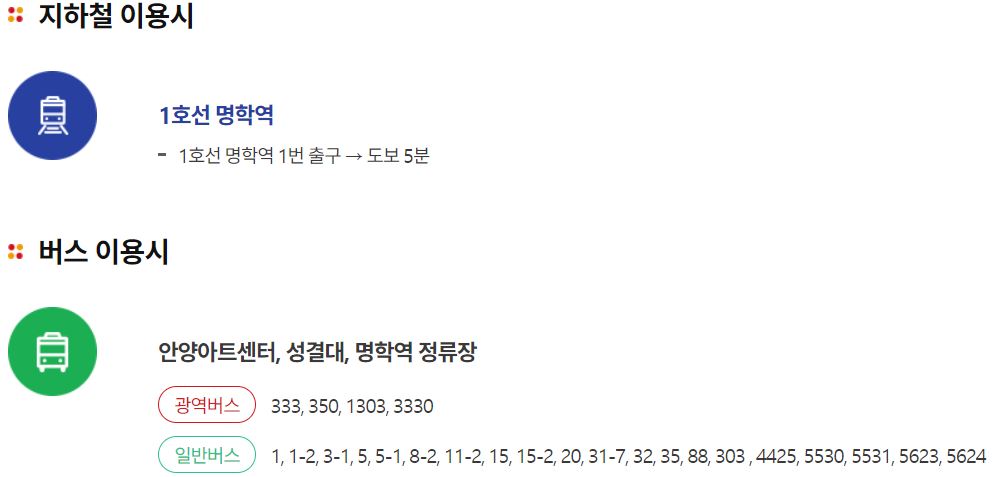 지하철 이용시
1호선 명학역
- 1호선 명학역 1번 출구 → 도보 5분
버스 이용시
안양아트센터, 성결대, 명학역 정류장
광역버스 333, 350, 1303, 3330
일반버스 1, 1-2, 3-1, 5, 5-1, 8-2, 11-2, 15, 15-2, 20, 31-7, 32, 35, 88, 303 , 4425, 5530, 5531, 5623, 5624